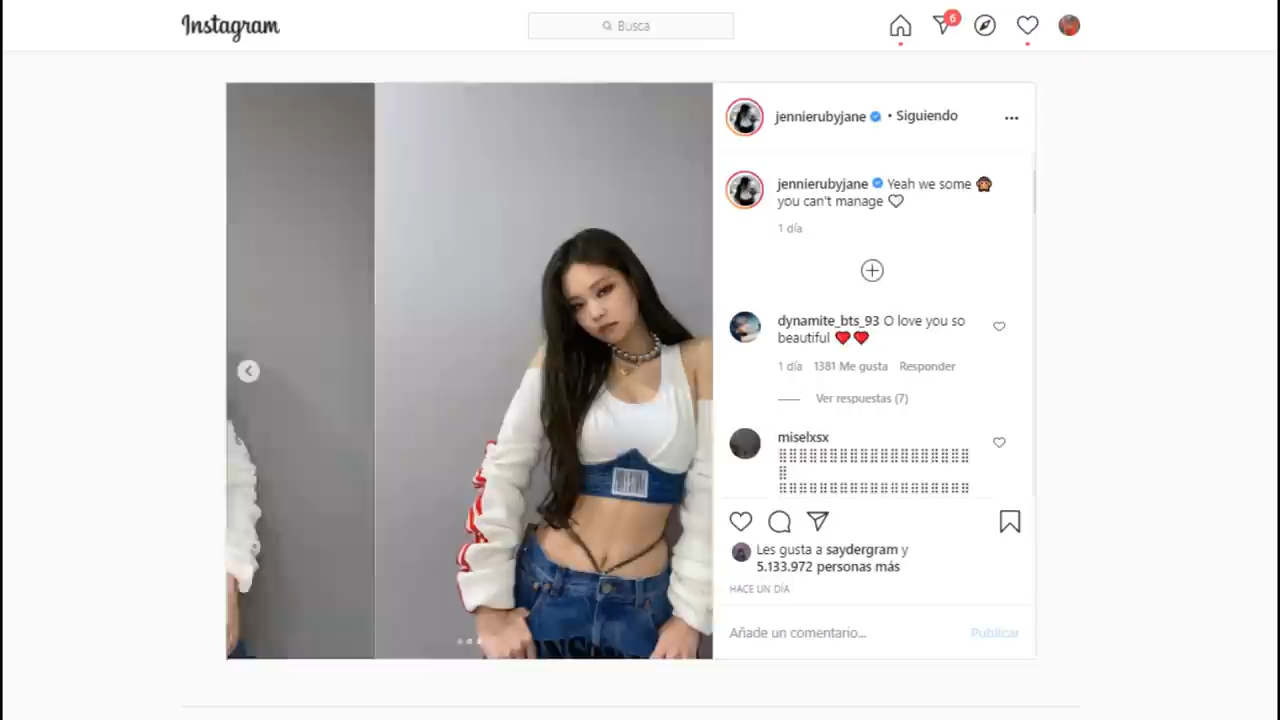 Instagram
Busca
6
jennierubyjane • Siguiendo
jennierubyjane Yeah we some 🙊
you can't manage 🤍
1 día
dynamite_bts_93 O love you so
beautiful ❤️❤️
1 día 1381 Me gusta Responder
Ver respuestas (7)
miselxsx
Les gusta a saydergram y
5.133.972 personas más
HACE UN DÍA
Añade un comentario...
Publicar